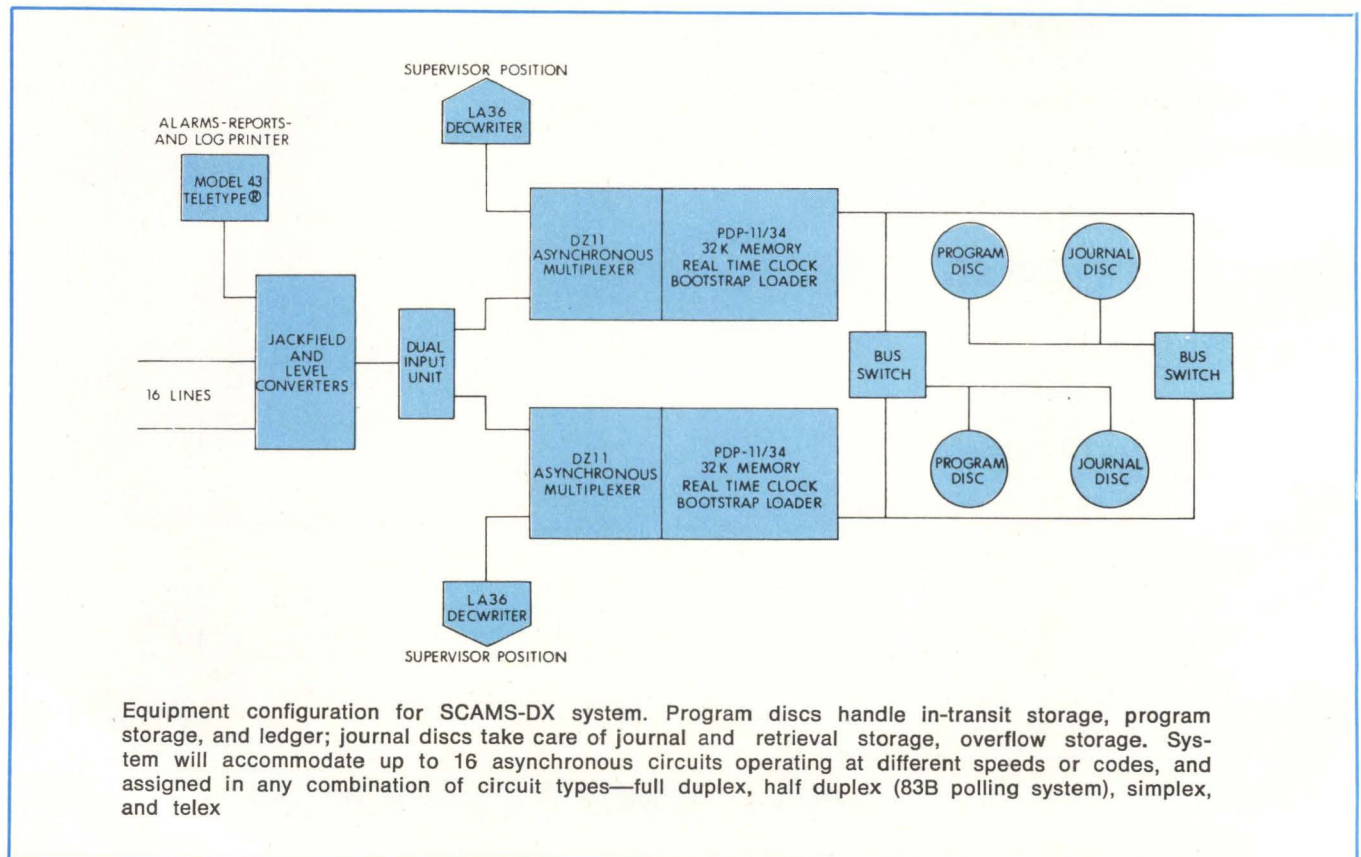 SUPERVISOR POSITION
LA36
DECWRITER
ALARMS-REPORTS-
AND LOG PRINTER
MODEL 43
TELETYPE®
DZ11
ASYNCHRONOUS
MULTIPLEXER
PDP-11/34
32K MEMORY
REAL TIME CLOCK
BOOTSTRAP LOADER
PROGRAM
DISC
JOURNAL
DISC
JACKFIELD
AND
LEVEL
CONVERTERS
16 LINES
DUAL
INPUT
UNIT
BUS
SWITCH
BUS
SWITCH
DZ11
ASYNCHRONOUS
MULTIPLEXER
PDP-11/34
32K MEMORY
REAL TIME CLOCK
BOOTSTRAP LOADER
PROGRAM
DISC
JOURNAL
DISC
LA36
DECWRITER
SUPERVISOR POSITION
Equipment configuration for SCAMS-DX system. Program discs handle in-transit storage, program
storage, and ledger; journal discs take care of journal and retrieval storage, overflow storage. Sys-
tem will accommodate up to 16 asynchronous circuits operating at different speeds or codes, and
assigned in any combination of circuit types—full duplex, half duplex (83B polling system), simplex,
and telex